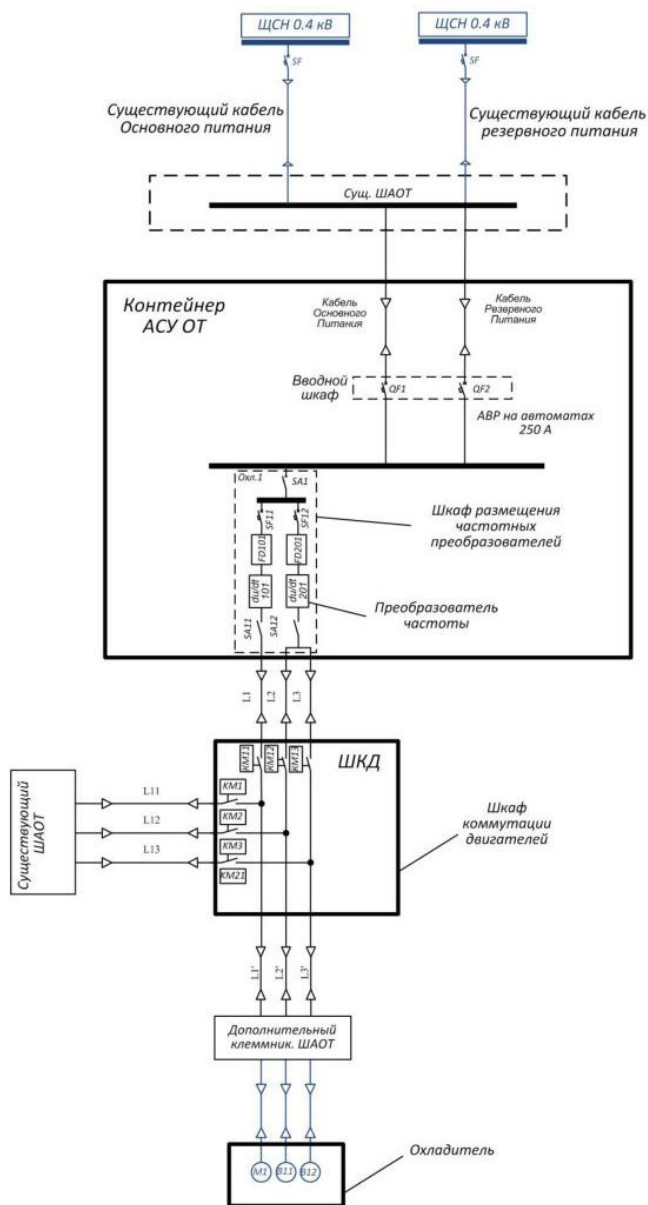 ЩСН 0.4 кВ
ЩСН 0.4 кВ
SF
SF
Существующий кабель
Основного питания
Существующий кабель
резервного питания
Сущ. ШАОТ
Контейнер
АСУ ОТ
Кабель
Основного
Питания
Кабель
Резервного
Питания
Вводной
шкаф
QF1
QF2
АВР на автоматах
250 А
Охл.1
SA1
SF11
SF12
Шкаф размещения
частотных
преобразователей
FD101
FD201
du/dt
101
du/dt
201
Преобразователь
частоты
SA11
SA12
L1
L2
L3
KM11
KM12
KM13
ШКД
Существующий
ШАОТ
L11
L12
L13
KM1
KM2
KM3
KM21
Шкаф
коммутации
двигателей
L1'
L2'
L3'
Дополнительный
клеммник. ШАОТ
Охладитель
М1
В11
В12